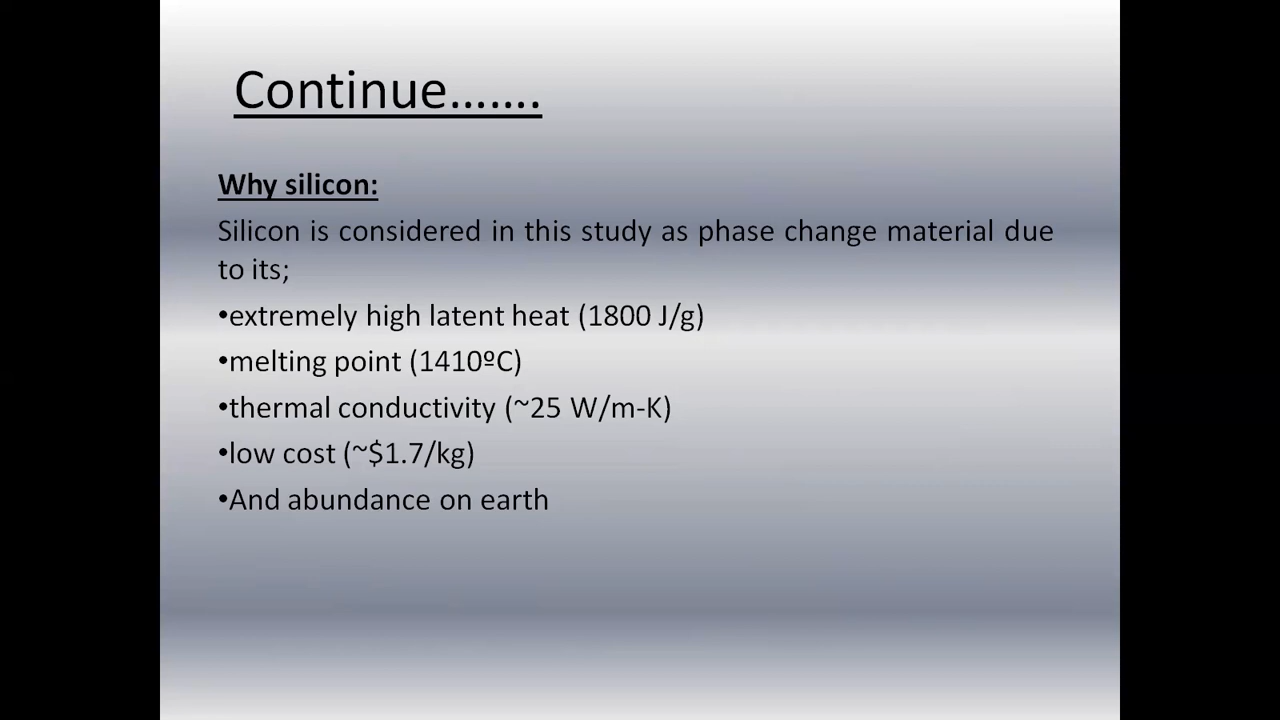 Continue…….
Why silicon:
Silicon is considered in this study as phase change material due
to its;
•extremely high latent heat (1800 J/g)
•melting point (1410ºC)
•thermal conductivity (~25 W/m-K)
•low cost (~$1.7/kg)
•And abundance on earth